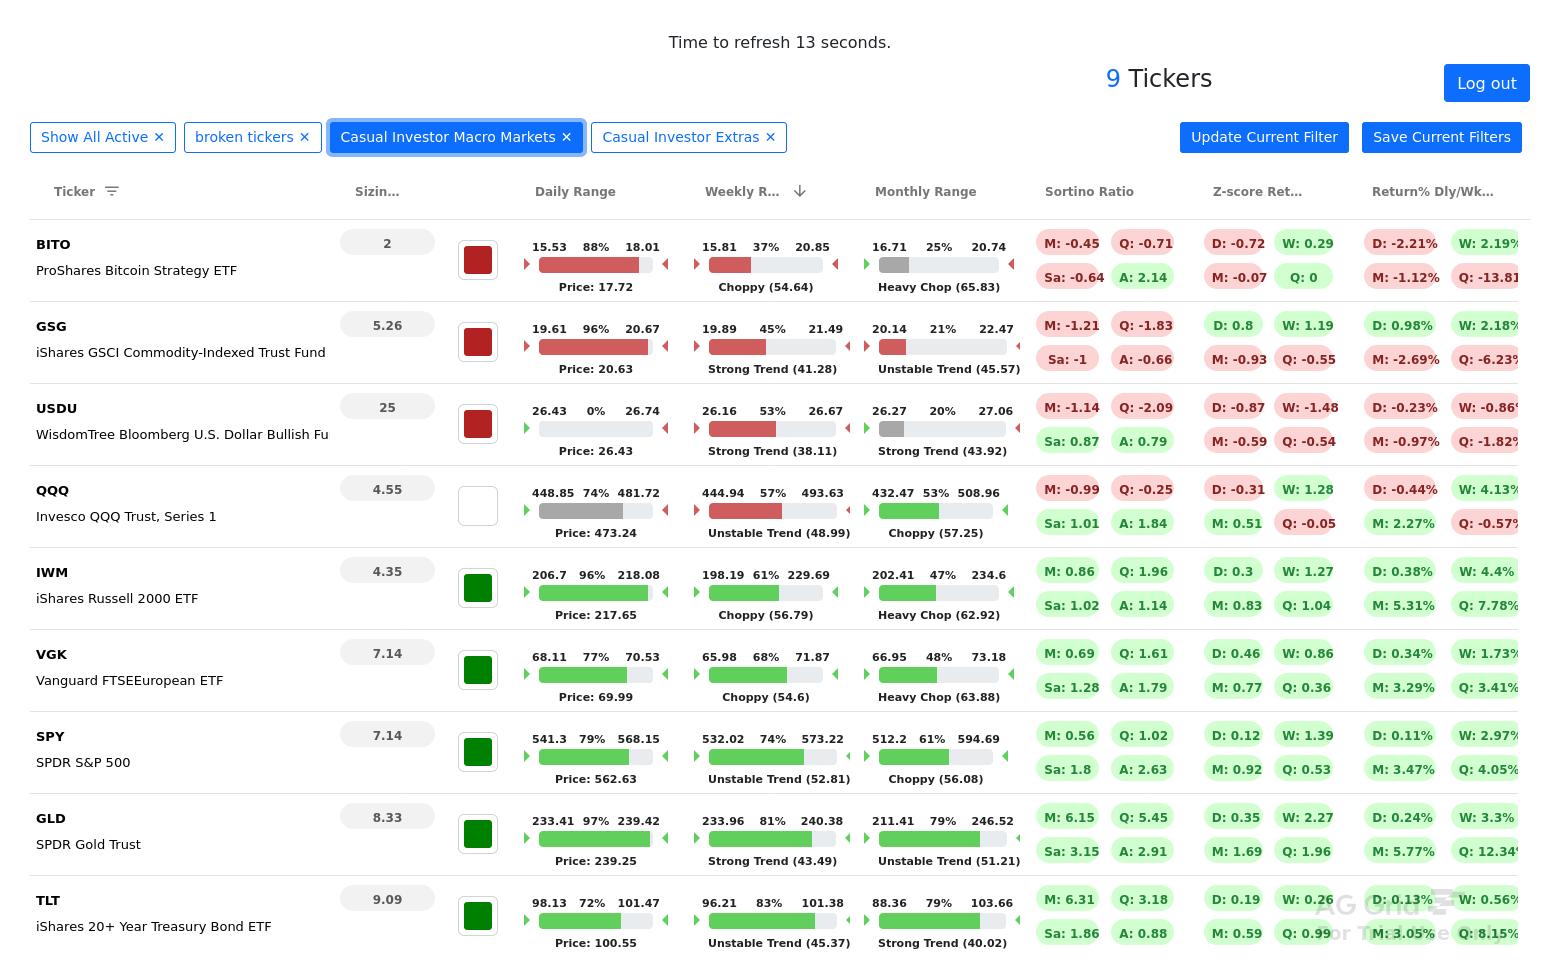 Time to refresh 13 seconds.
9 Tickers
Log out
Show All Active ✕ broken tickers ✕ Casual Investor Macro Markets ✕ Casual Investor Extras ✕ Update Current Filter Save Current Filters
Ticker Sizin... Daily Range Weekly R... Monthly Range Sortino Ratio Z-score Ret... Return% Dly/Wk...
BITO 2 15.53 88% 18.01 15.81 37% 20.85 16.71 25% 20.74 M: -0.45 Q: -0.71 D: -0.72 W: 0.29 D: -2.21% W: 2.19%
ProShares Bitcoin Strategy ETF Price: 17.72 Choppy (54.64) Heavy Chop (65.83) Sa: -0.64 A: 2.14 M: -0.07 Q: 0 M: -1.12% Q: -13.81
GSG 5.26 19.61 96% 20.67 19.89 45% 21.49 20.14 21% 22.47 M: -1.21 Q: -1.83 D: 0.8 W: 1.19 D: 0.98% W: 2.18%
iShares GSCI Commodity-Indexed Trust Fund Price: 20.63 Strong Trend (41.28) Unstable Trend (45.57) Sa: -1 A: -0.66 M: -0.93 Q: -0.55 M: -2.69% Q: -6.23%
USDU 25 26.43 0% 26.74 26.16 53% 26.67 26.27 20% 27.06 M: -1.14 Q: -2.09 D: -0.87 W: -1.48 D: -0.23% W: -0.86%
WisdomTree Bloomberg U.S. Dollar Bullish Fu Price: 26.43 Strong Trend (38.11) Strong Trend (43.92) Sa: 0.87 A: 0.79 M: -0.59 Q: -0.54 M: -0.97% Q: -1.82%
QQQ 4.55 448.85 74% 481.72 444.94 57% 493.63 432.47 53% 508.96 M: -0.99 Q: -0.25 D: -0.31 W: 1.28 D: -0.44% W: 4.13%
Invesco QQQ Trust, Series 1 Price: 473.24 Unstable Trend (48.99) Choppy (57.25) Sa: 1.01 A: 1.84 M: 0.51 Q: -0.05 M: 2.27% Q: -0.57%
IWM 4.35 206.7 96% 218.08 198.19 61% 229.69 202.41 47% 234.6 M: 0.86 Q: 1.96 D: 0.3 W: 1.27 D: 0.38% W: 4.4%
iShares Russell 2000 ETF Price: 217.65 Choppy (56.79) Heavy Chop (62.92) Sa: 1.02 A: 1.14 M: 0.83 Q: 1.04 M: 5.31% Q: 7.78%
VGK 7.14 68.11 77% 70.53 65.98 68% 71.87 66.95 48% 73.18 M: 0.69 Q: 1.61 D: 0.46 W: 0.86 D: 0.34% W: 1.73%
Vanguard FTSEEuropean ETF Price: 69.99 Choppy (54.6) Heavy Chop (63.88) Sa: 1.28 A: 1.79 M: 0.77 Q: 0.36 M: 3.29% Q: 3.41%
SPY 7.14 541.3 79% 568.15 532.02 74% 573.22 512.2 61% 594.69 M: 0.56 Q: 1.02 D: 0.12 W: 1.39 D: 0.11% W: 2.97%
SPDR S&P 500 Price: 562.63 Unstable Trend (52.81) Choppy (56.08) Sa: 1.8 A: 2.63 M: 0.92 Q: 0.53 M: 3.47% Q: 4.05%
GLD 8.33 233.41 97% 239.42 233.96 81% 240.38 211.41 79% 246.52 M: 6.15 Q: 5.45 D: 0.35 W: 2.27 D: 0.24% W: 3.3%
SPDR Gold Trust Price: 239.25 Strong Trend (43.49) Unstable Trend (51.21) Sa: 3.15 A: 2.91 M: 1.69 Q: 1.96 M: 5.77% Q: 12.34%
TLT 9.09 98.13 72% 101.47 96.21 83% 101.38 88.36 79% 103.66 M: 6.31 Q: 3.18 D: 0.19 W: 0.26 D: 0.13% W: 0.56%
iShares 20+ Year Treasury Bond ETF Price: 100.55 Unstable Trend (45.37) Strong Trend (40.02) Sa: 1.86 A: 0.88 M: 0.59 Q: 0.99 M: 3.05% Q: 8.15%
AG Grid
For Trial Use Only